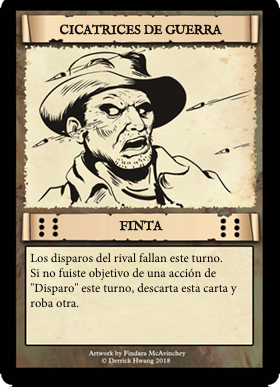 CICATRICES DE GUERRA
FINTA
Los disparos del rival fallan este turno.
Si no fuiste objetivo de una acción de
"Disparo" este turno, descarta esta carta y
roba otra.
Artwork by Findara McAvinchey
© Derrick Hwang 2018